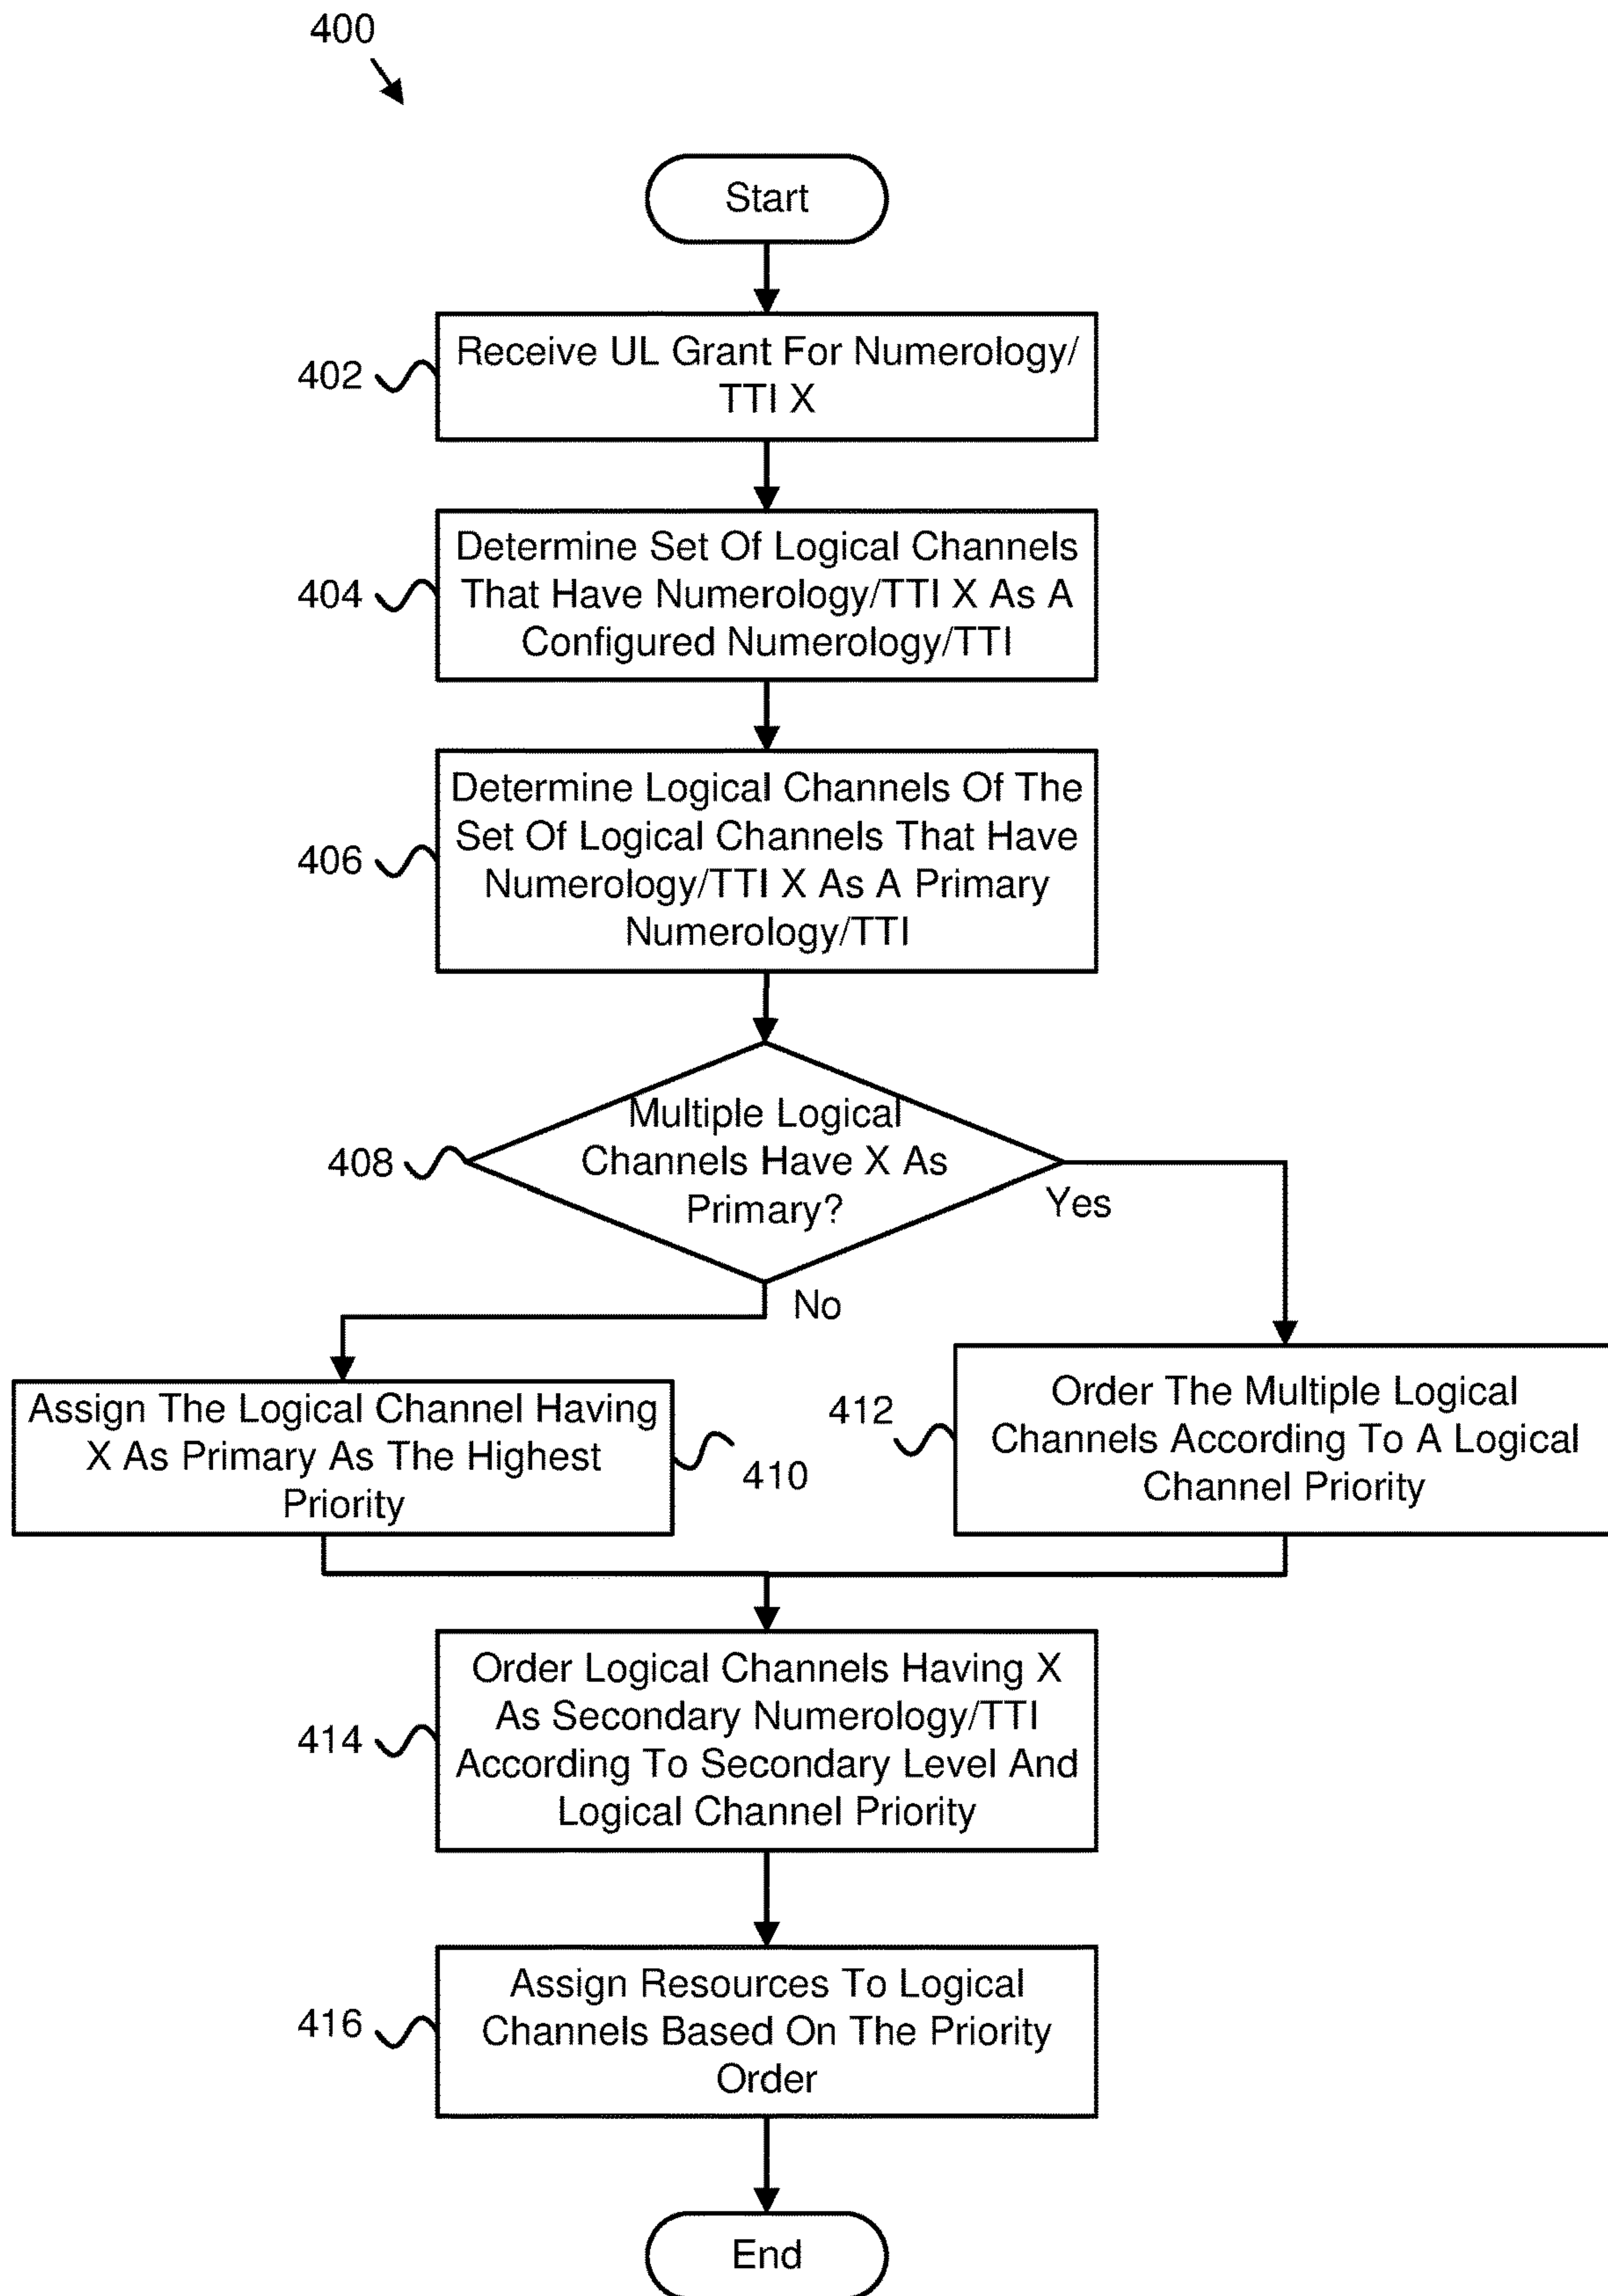 400
Start
402
Receive UL Grant For Numerology/
TTI X
404
Determine Set Of Logical Channels
That Have Numerology/TTI X As A
Configured Numerology/TTI
406
Determine Logical Channels Of The
Set Of Logical Channels That Have
Numerology/TTI X As A Primary
Numerology/TTI
408
Multiple Logical
Channels Have X As
Primary?
Yes
No
Assign The Logical Channel Having
X As Primary As The Highest
Priority
410
412
Order The Multiple Logical
Channels According To A Logical
Channel Priority
414
Order Logical Channels Having X
As Secondary Numerology/TTI
According To Secondary Level And
Logical Channel Priority
416
Assign Resources To Logical
Channels Based On The Priority
Order
End